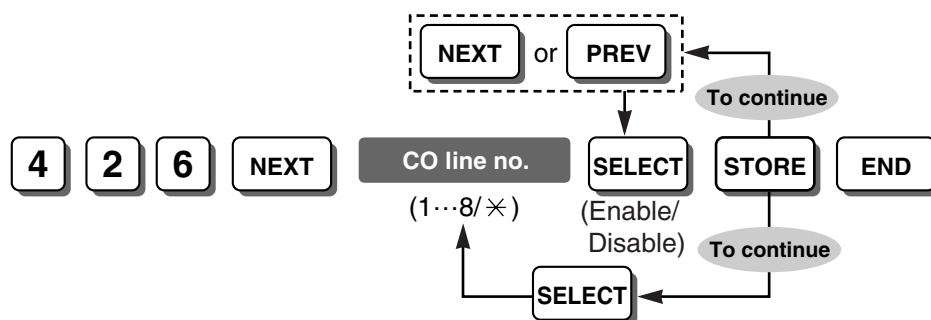 NEXT or PREV
To continue
4 2 6 NEXT CO line no. SELECT STORE END
(1···8/✳) (Enable/
Disable)
To continue
SELECT